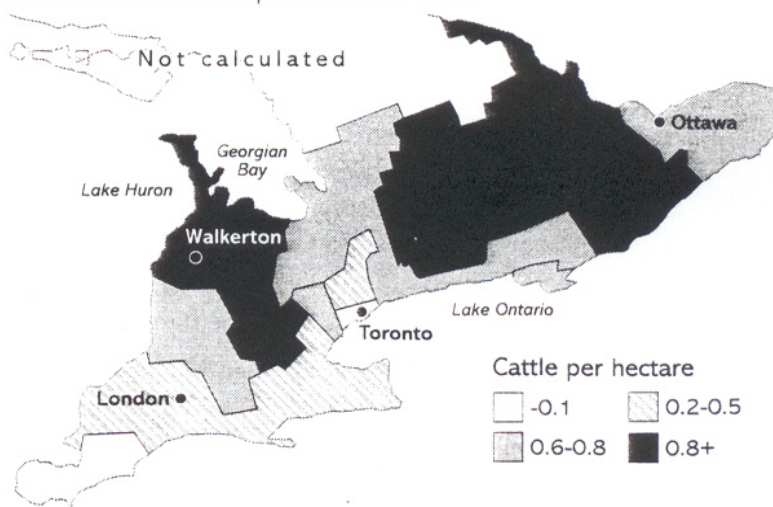 Not calculated
Georgian
Bay
Lake Huron
Ottawa
Walkerton
Lake Ontario
Toronto
London
Cattle per hectare
-0.1
0.2-0.5
0.6-0.8
0.8+